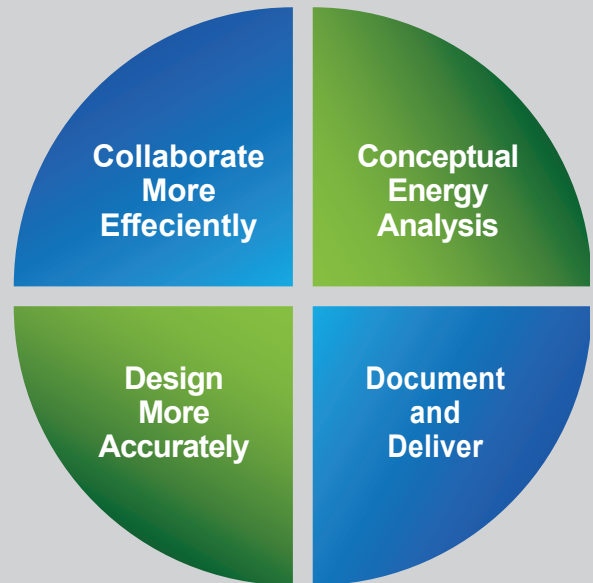 Collaborate
More
Effeciently
Conceptual
Energy
Analysis
Design
More
Accurately
Document
and
Deliver